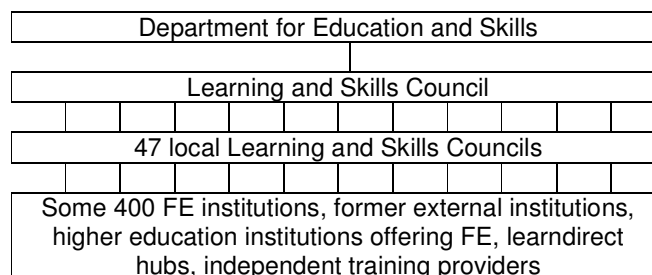 Department for Education and Skills
Learning and Skills Council
47 local Learning and Skills Councils
Some 400 FE institutions, former external institutions,
higher education institutions offering FE, learndirect
hubs, independent training providers